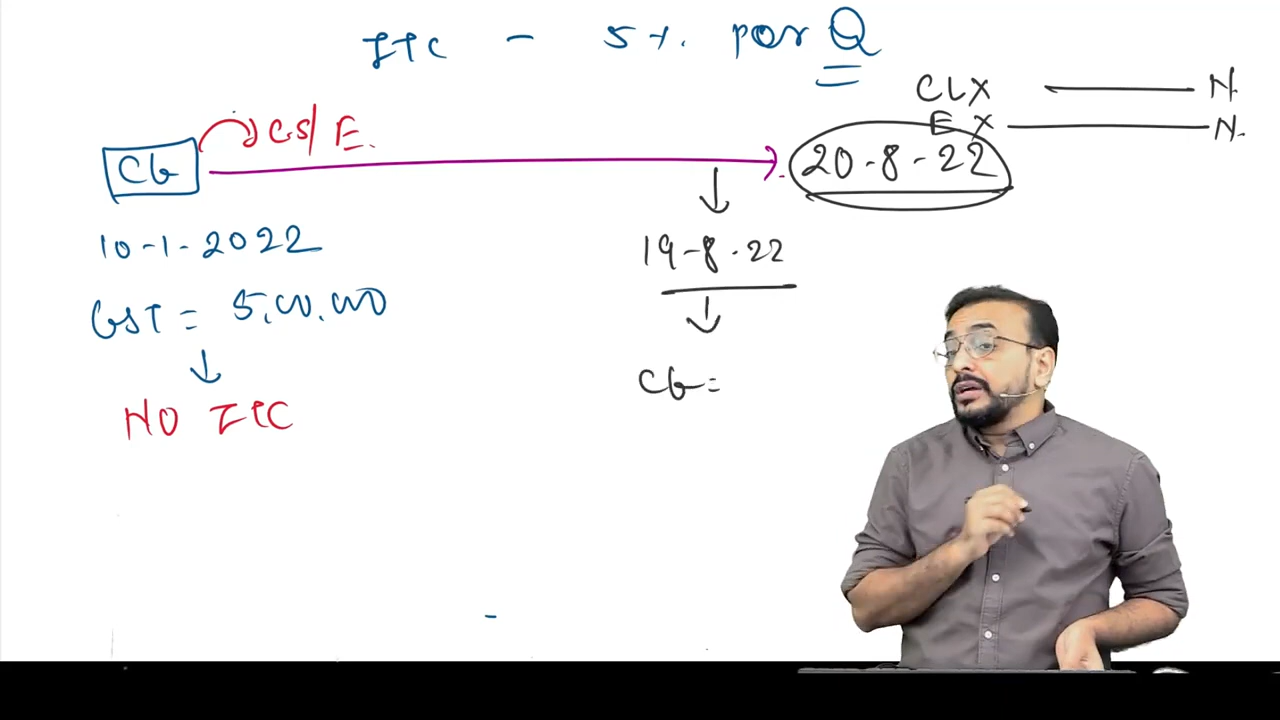 ITC - 5%. per Q
CLX N.
CS/E.
E X N.
CG
20-8-22
10-1-2022
19-8-22
GST = 5,00,000
CG=
NO ITC